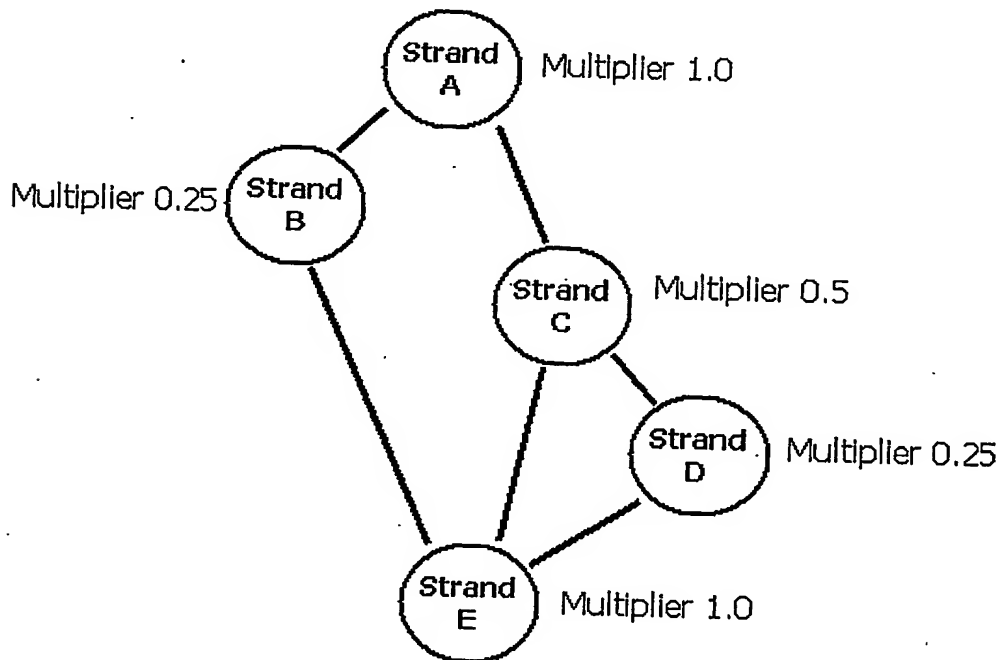 Strand
A
Multiplier 1.0
Multiplier 0.25
Strand
B
Strand
C
Multiplier 0.5
Strand
D
Multiplier 0.25
Strand
E
Multiplier 1.0